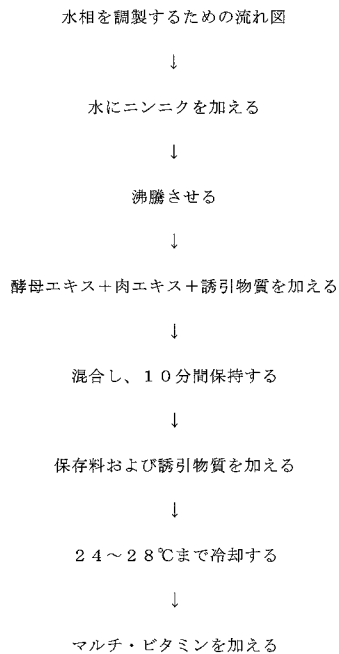 水相を調製するための流れ図
↓
水にニンニクを加える
↓
沸騰させる
↓
酵母エキス＋肉エキス＋誘引物質を加える
↓
混合し、１０分間保持する
↓
保存料および誘引物質を加える
↓
２４～２８℃まで冷却する
↓
マルチ・ビタミンを加える